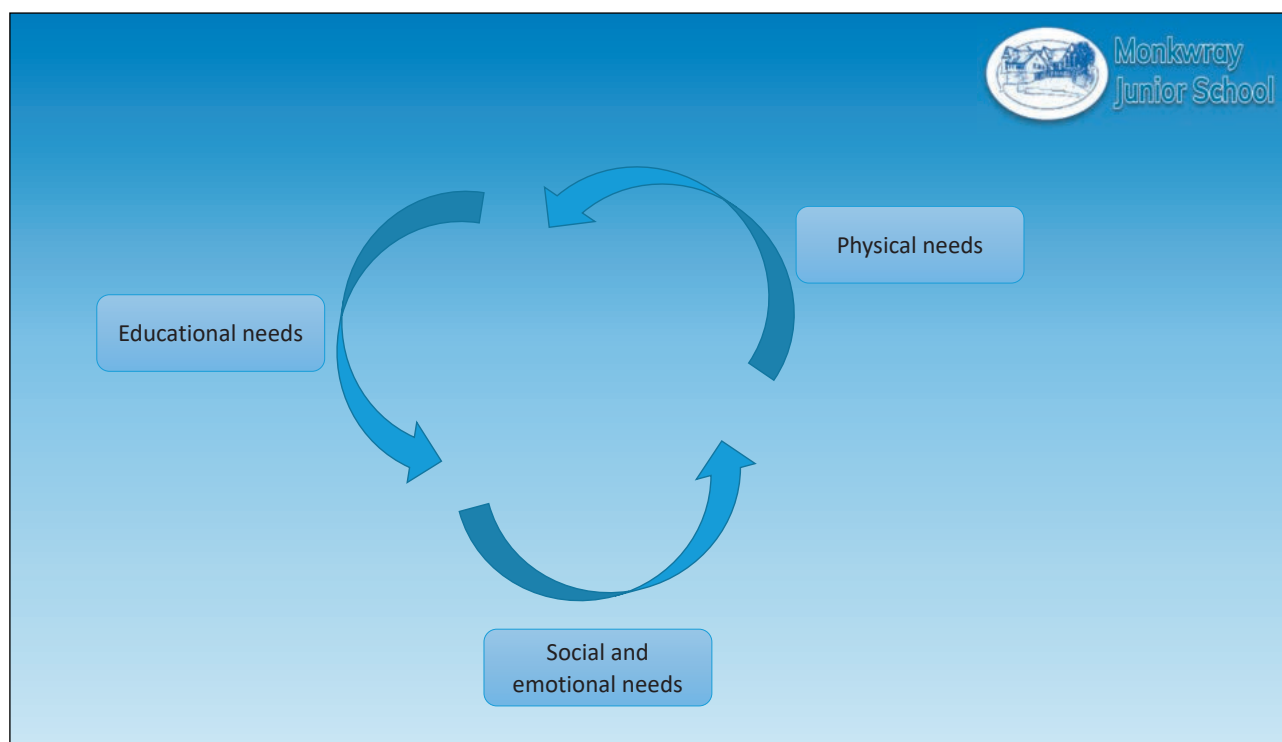 Monkwray
Junior School
Physical needs
Educational needs
Social and
emotional needs